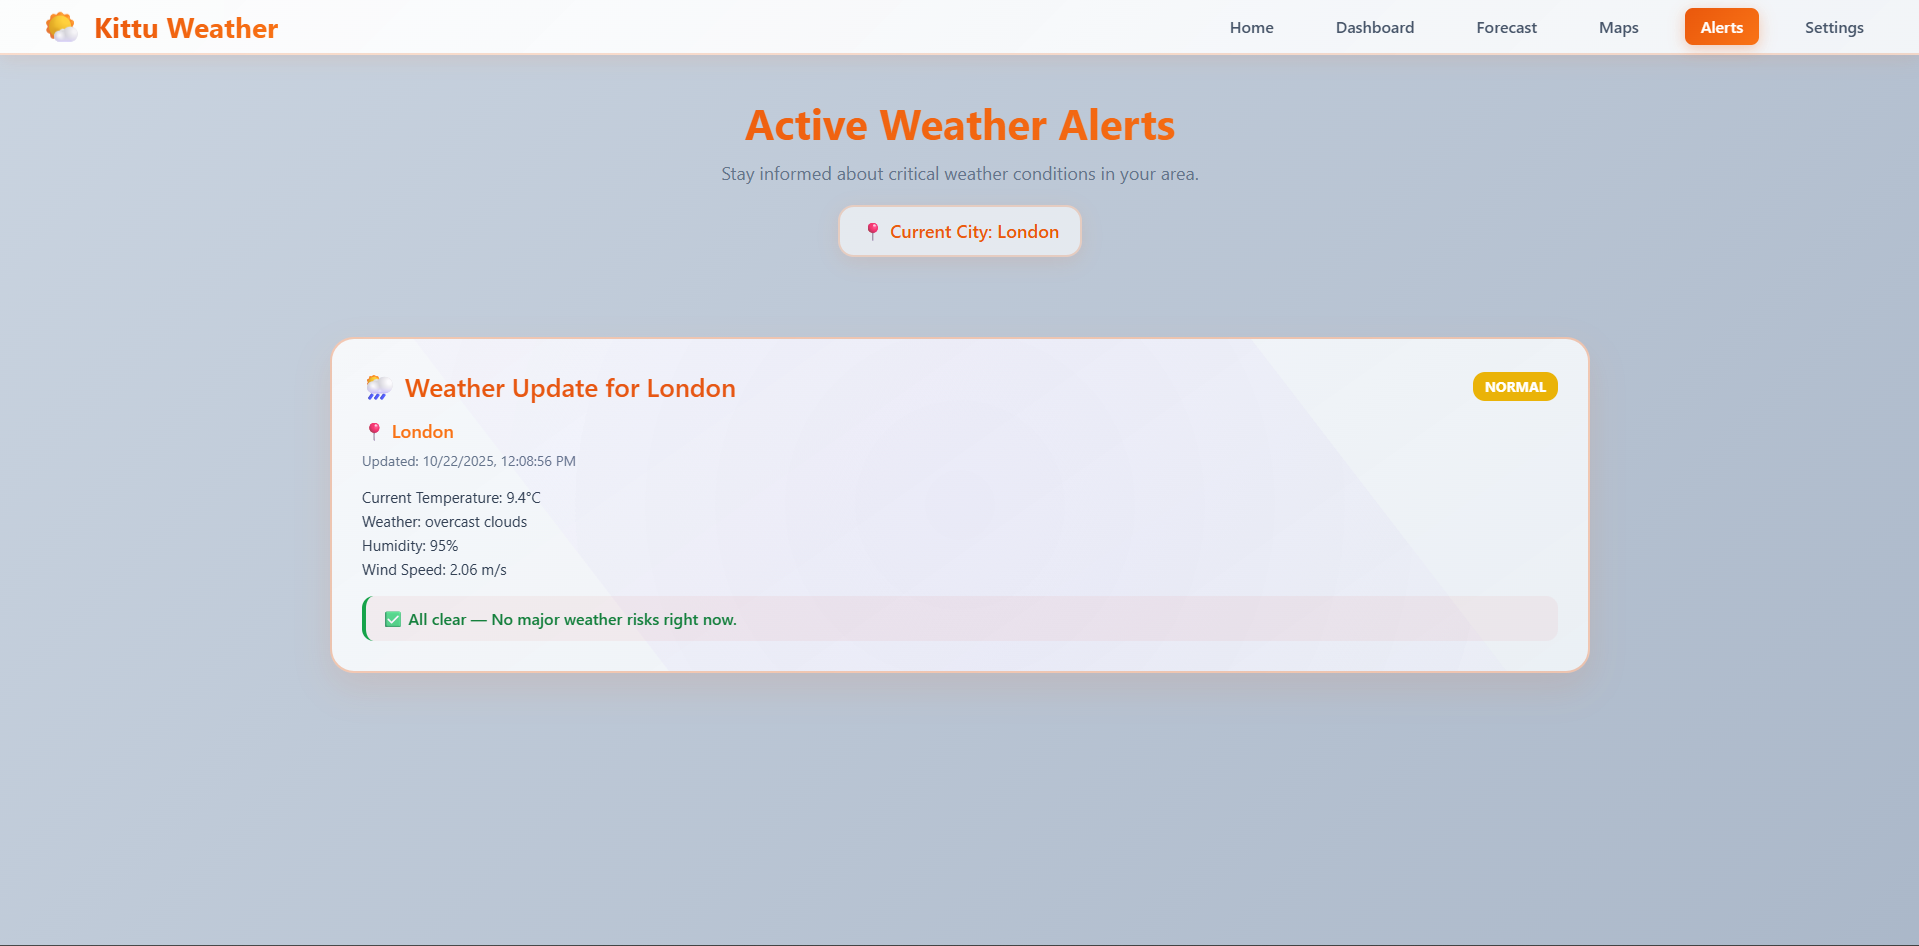 Kittu Weather
Home
Dashboard
Forecast
Maps
Alerts
Settings
Active Weather Alerts
Stay informed about critical weather conditions in your area.
Current City: London
Weather Update for London
NORMAL
London
Updated: 10/22/2025, 12:08:56 PM
Current Temperature: 9.4°C
Weather: overcast clouds
Humidity: 95%
Wind Speed: 2.06 m/s
All clear — No major weather risks right now.